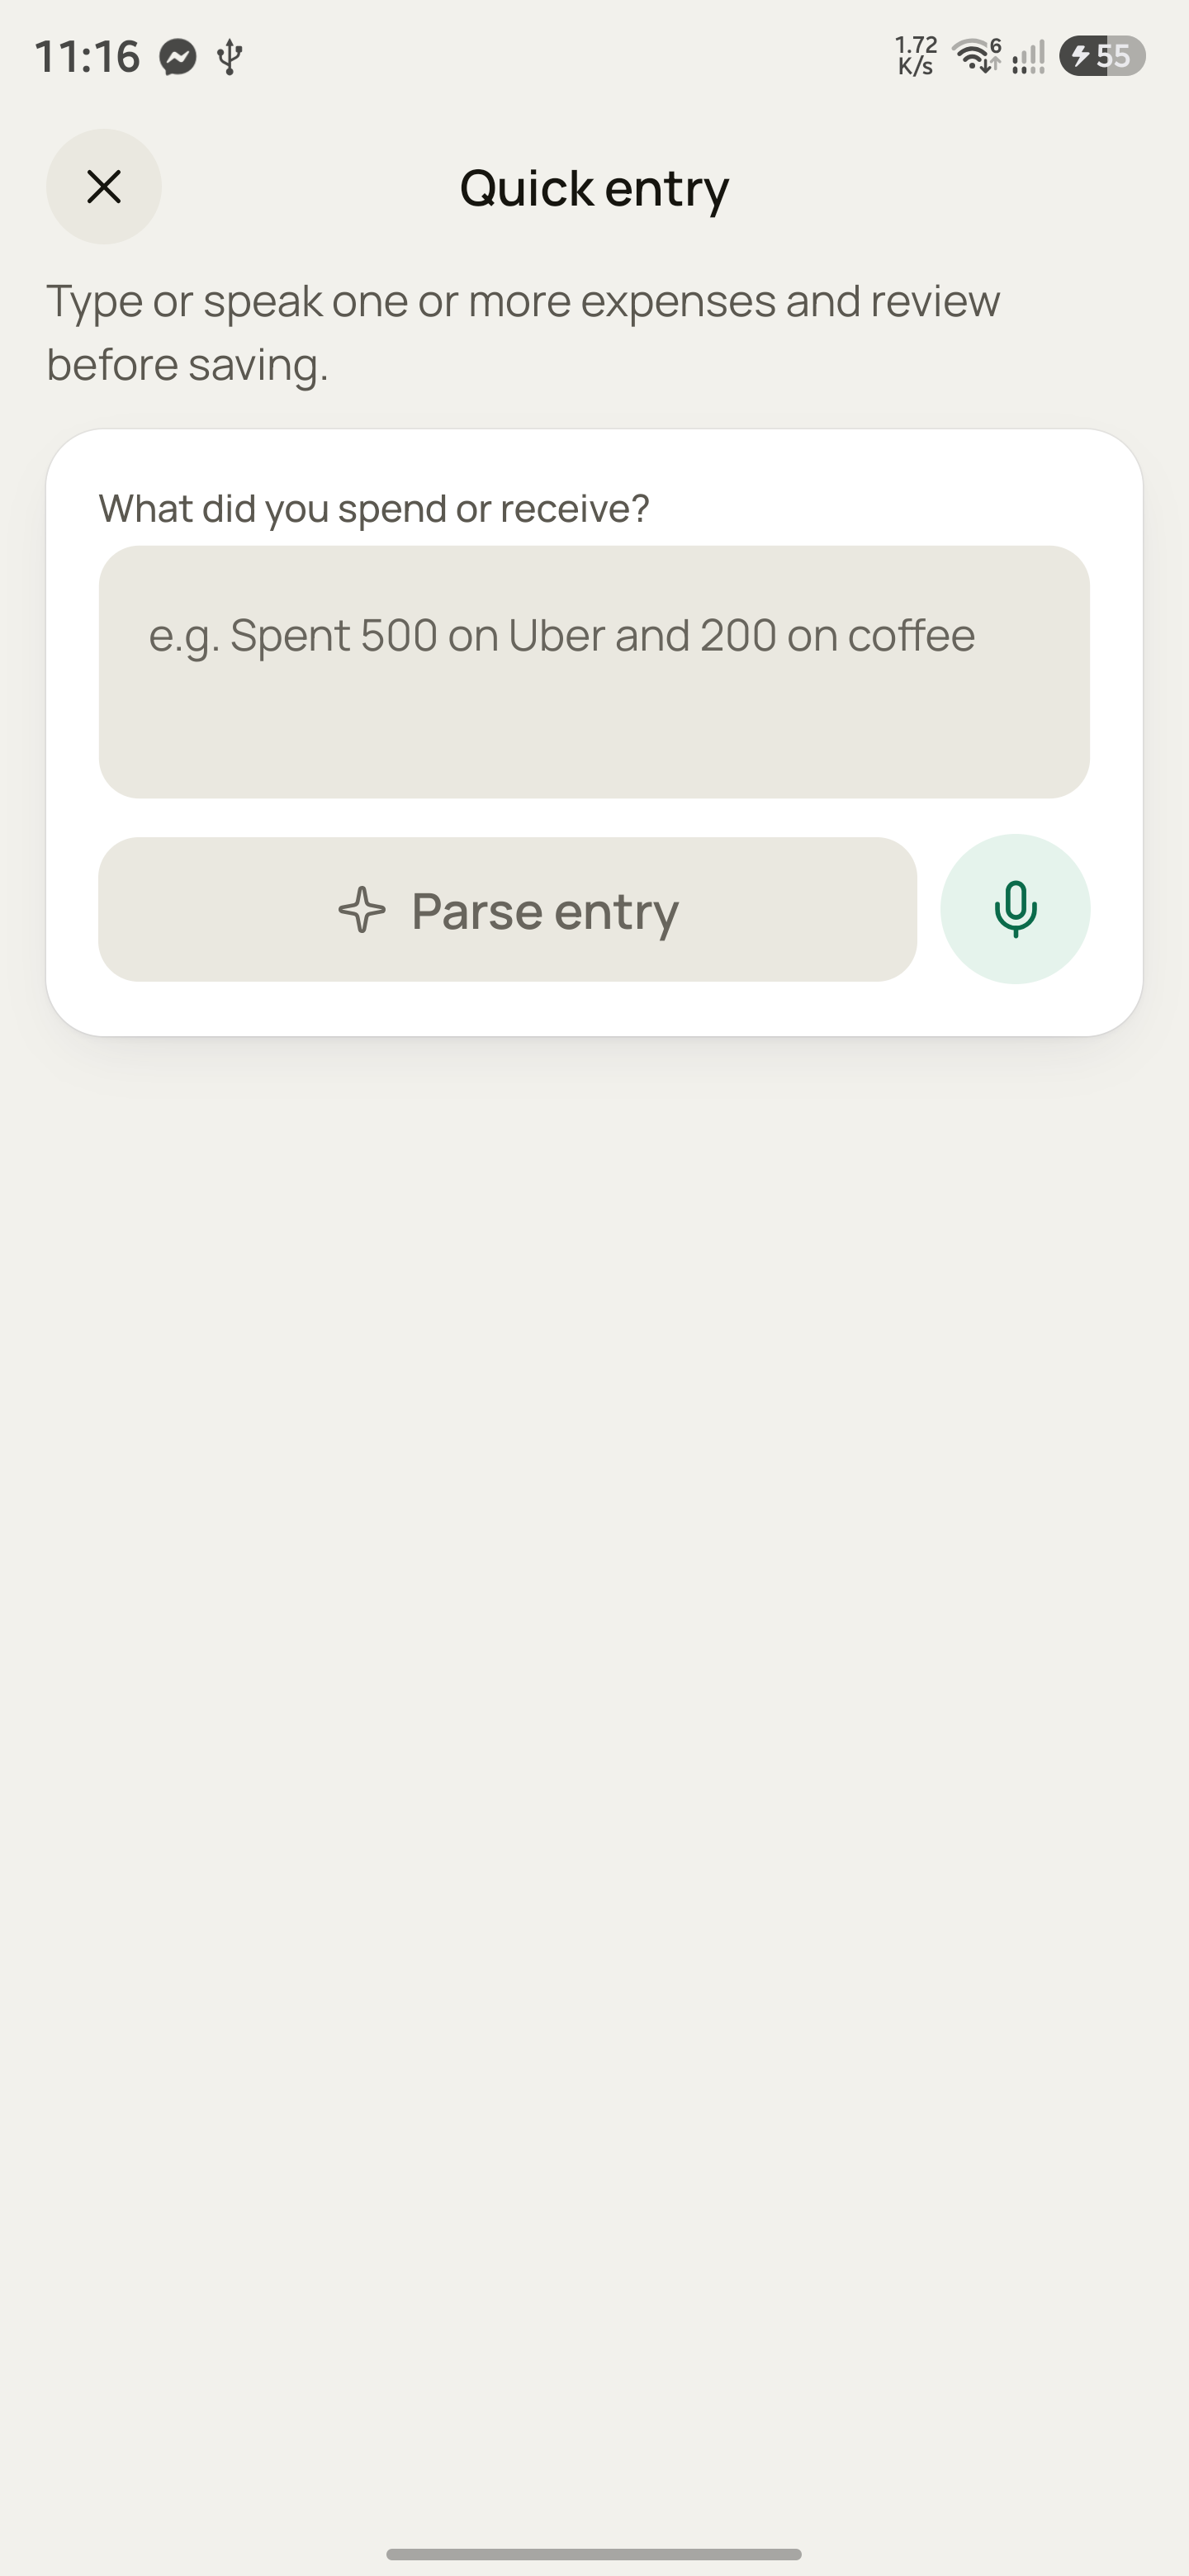 11:16
1.72
K/s
6
55
Quick entry
Type or speak one or more expenses and review
before saving.
What did you spend or receive?
e.g. Spent 500 on Uber and 200 on coffee
Parse entry